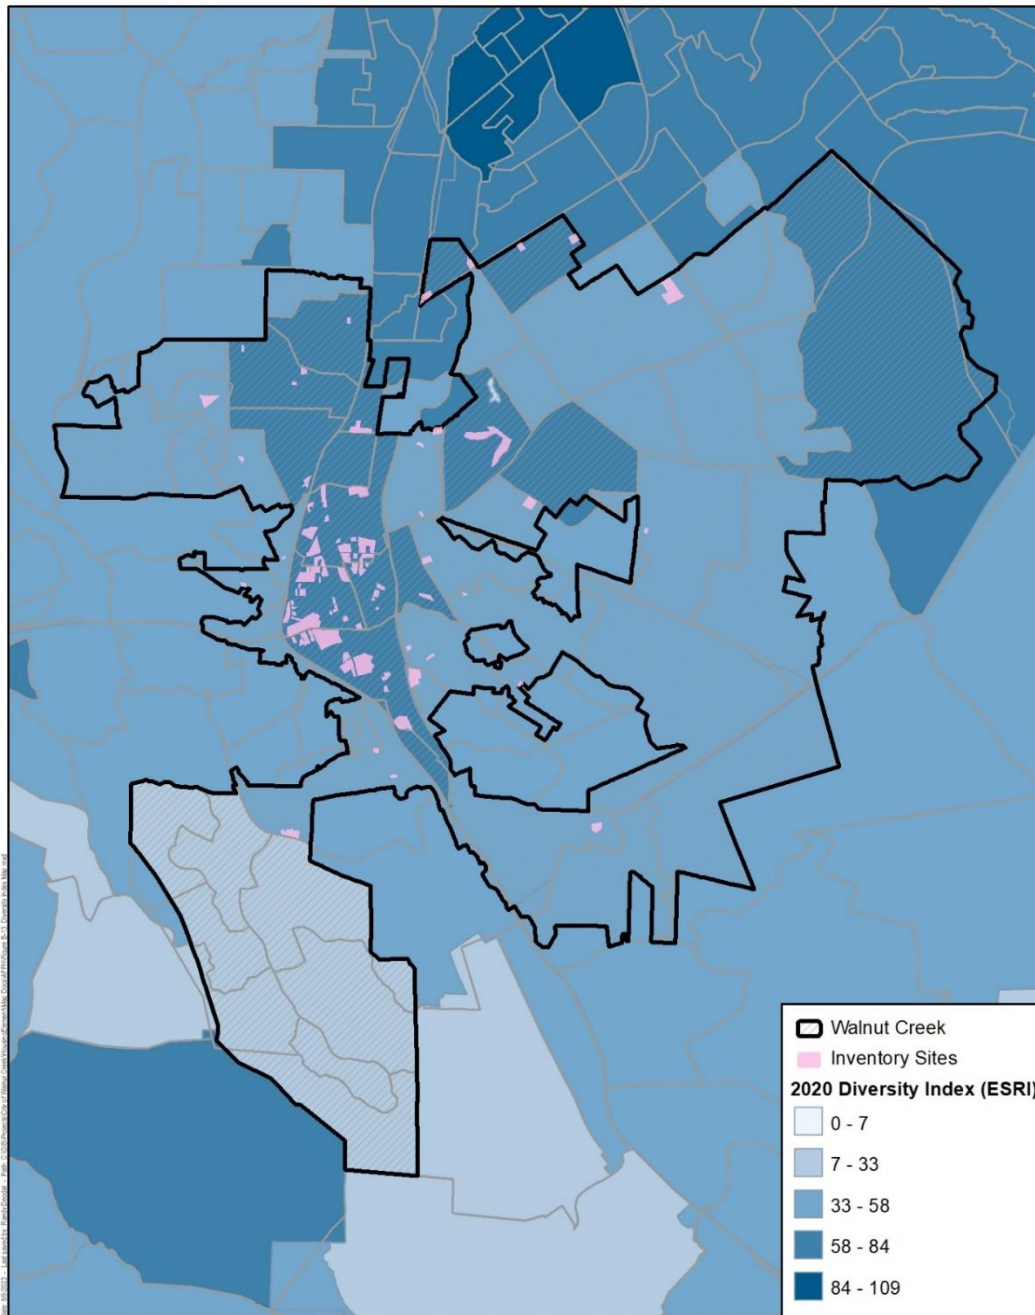 Walnut Creek
Inventory Sites
2020 Diversity Index (ESRI)
0 - 7
7 - 33
33 - 58
58 - 84
84 - 109